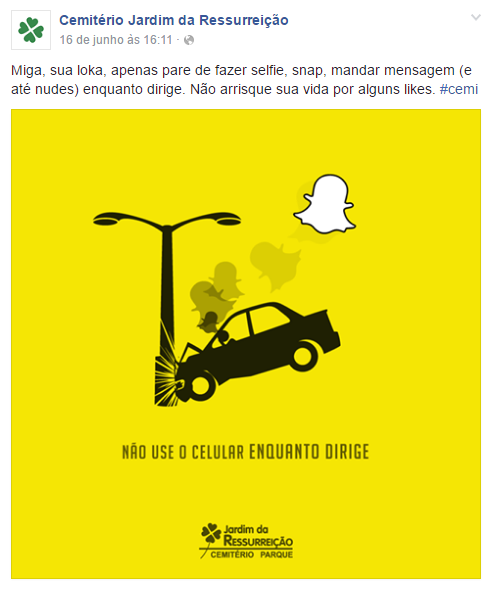 Cemitério Jardim da Ressurreição
16 de junho às 16:11 ·
Miga, sua loka, apenas pare de fazer selfie, snap, mandar mensagem (e
até nudes) enquanto dirige. Não arrisque sua vida por alguns likes. #cemi
NÃO USE O CELULAR ENQUANTO DIRIGE
Jardim da
RESSURREIÇÃO
CEMITÉRIO PARQUE